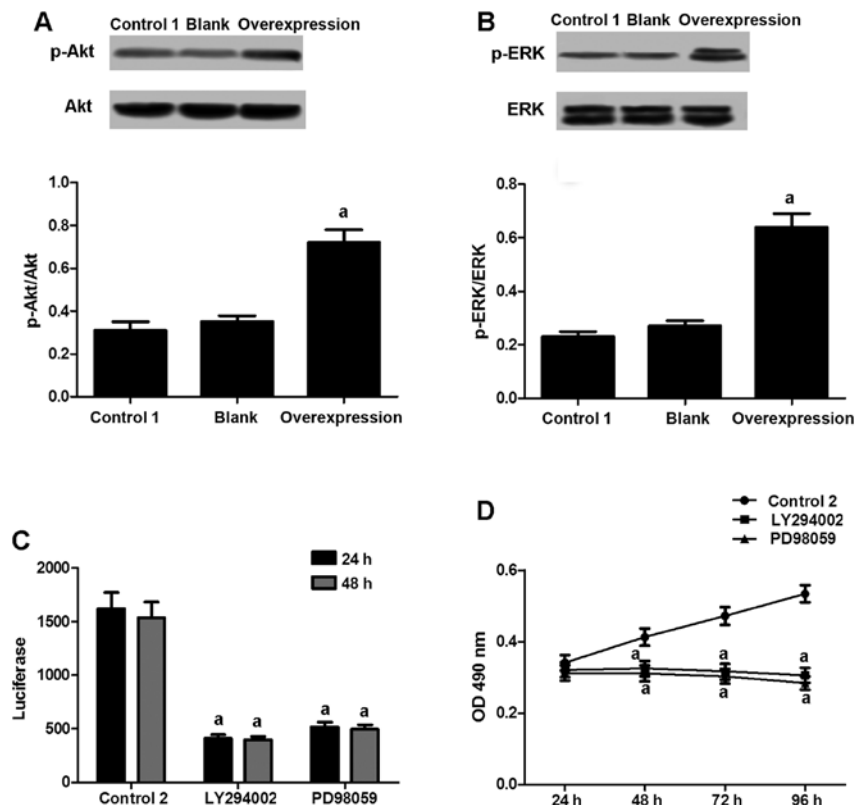 A
Control 1 Blank Overexpression
p-Akt
Akt
1.0
0.8
0.6
0.4
0.2
0.0
p-Akt/Akt
a
Control 1 Blank Overexpression
B
Control 1 Blank Overexpression
p-ERK
ERK
0.8
0.6
0.4
0.2
0.0
p-ERK/ERK
a
Control 1 Blank Overexpression
C
24 h
48 h
2000
1500
1000
500
0
Luciferase
a a a a
Control 2 LY294002 PD98059
D
Control 2
LY294002
PD98059
0.6
0.4
0.2
0.0
OD 490 nm
a a a
a a a
24 h 48 h 72 h 96 h